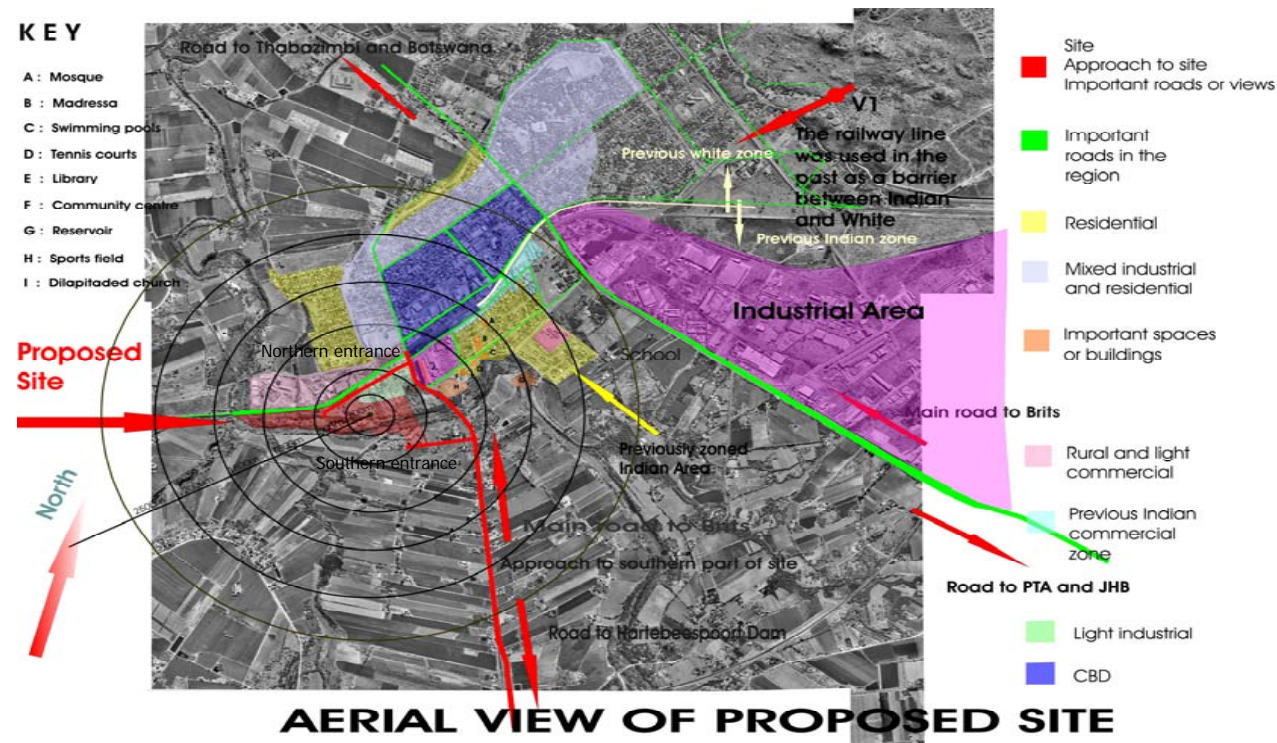 KEY
A : Mosque
B : Madressa
C : Swimming pools
D : Tennis courts
E : Library
F : Community centre
G : Reservoir
H : Sports field
I : Dilapitaded church
Proposed
Site
North
Road to Thabazimbi and Botswana
V1
The railway line
was used in the
past as a barrier
between Indian
and White
Previous white zone
Previous Indian zone
Industrial Area
School
Northern entrance
Southern entrance
Previously zoned
Indian Area
Main road to Brits
Main road to Brits
Approach to southern part of site
Road to Hartebeespoort Dam
Road to PTA and JHB
A
B
C
D
H
Site
Approach to site
Important roads or views
Important
roads in the
region
Residential
Mixed industrial
and residential
Important spaces
or buildings
Rural and light
commercial
Previous Indian
commercial
zone
Light industrial
CBD
AERIAL VIEW OF PROPOSED SITE